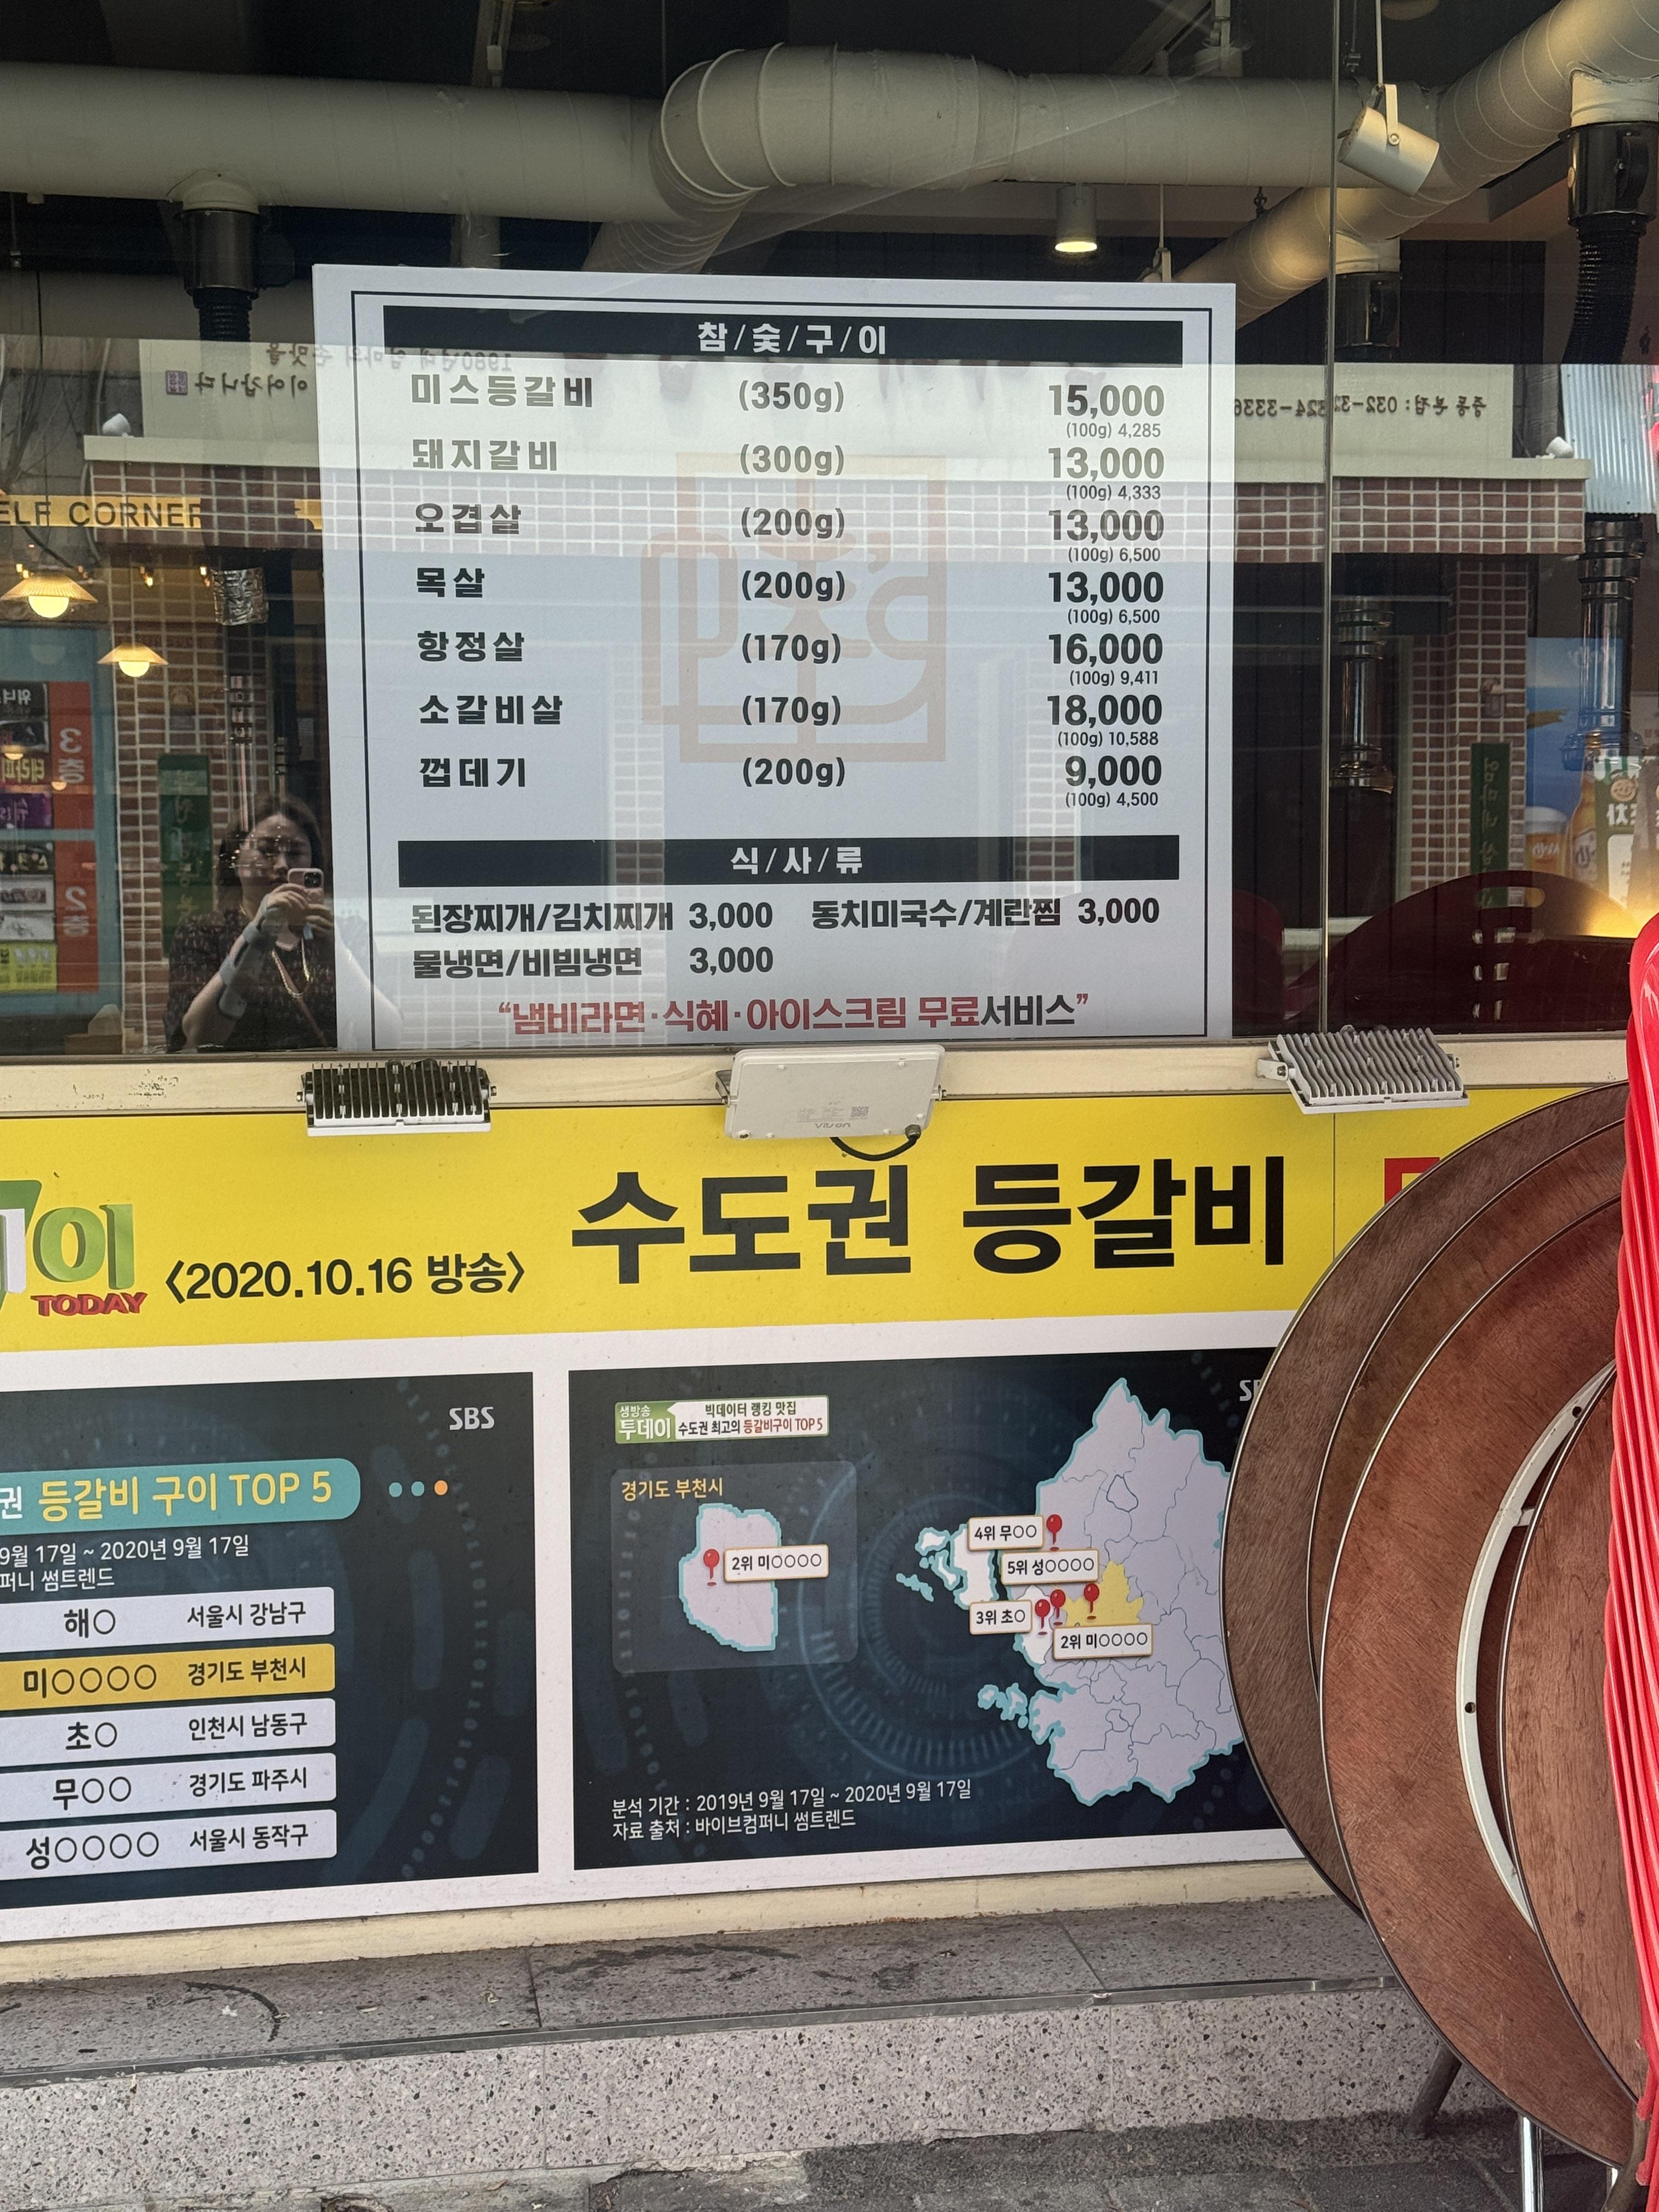 참/숯/구/이
미스등갈비 (350g) 15,000
(100g) 4,285
돼지갈비 (300g) 13,000
(100g) 4,333
오겹살 (200g) 13,000
(100g) 6,500
목살 (200g) 13,000
(100g) 6,500
항정살 (170g) 16,000
(100g) 9,411
소갈비살 (170g) 18,000
(100g) 10,588
껍데기 (200g) 9,000
(100g) 4,500
식/사/류
된장찌개/김치찌개 3,000 동치미국수/계란찜 3,000
물냉면/비빔냉면 3,000
“냄비라면·식혜·아이스크림 무료서비스”
CORNER
이
TODAY
<2020.10.16 방송>
수도권 등갈비
SBS
권 등갈비 구이 TOP 5
9월 17일 ~ 2020년 9월 17일
퍼니 썸트렌드
해○ 서울시 강남구
미○○○○ 경기도 부천시
초○ 인천시 남동구
무○○ 경기도 파주시
성○○○○ 서울시 동작구
생방송 투데이
빅데이터 랭킹 맛집
수도권 최고의 등갈비구이 TOP 5
경기도 부천시
2위 미○○○○
4위 무○○
5위 성○○○○
3위 초○
2위 미○○○○
분석 기간 : 2019년 9월 17일 ~ 2020년 9월 17일
자료 출처 : 바이브컴퍼니 썸트렌드